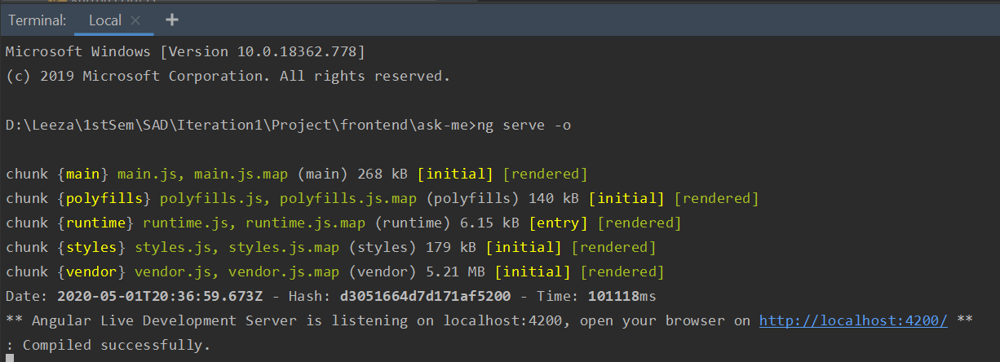 Terminal: Local × +
Microsoft Windows [Version 10.0.18362.778]
(c) 2019 Microsoft Corporation. All rights reserved.
D:\Leeza\1stSem\SAD\Iteration1\Project\frontend\ask-me>ng serve -o
chunk {main} main.js, main.js.map (main) 268 kB [initial] [rendered]
chunk {polyfills} polyfills.js, polyfills.js.map (polyfills) 140 kB [initial] [rendered]
chunk {runtime} runtime.js, runtime.js.map (runtime) 6.15 kB [entry] [rendered]
chunk {styles} styles.js, styles.js.map (styles) 179 kB [initial] [rendered]
chunk {vendor} vendor.js, vendor.js.map (vendor) 5.21 MB [initial] [rendered]
Date: 2020-05-01T20:36:59.673Z - Hash: d3051664d7d171af5200 - Time: 101118ms
** Angular Live Development Server is listening on localhost:4200, open your browser on http://localhost:4200/ **
: Compiled successfully.